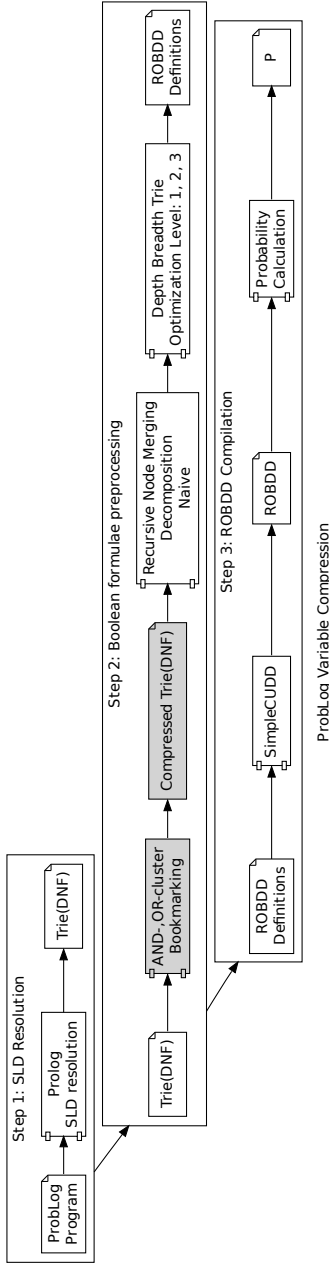 Step 1: SLD Resolution
ProbLog
Program
Prolog
SLD resolution
Trie(DNF)
Step 2: Boolean formulae preprocessing
Trie(DNF)
AND-,OR-cluster
Bookmarking
Compressed Trie(DNF)
Recursive Node Merging
Decomposition
Naive
Depth Breadth Trie
Optimization Level: 1, 2, 3
ROBDD
Definitions
Step 3: ROBDD Compilation
ROBDD
Definitions
SimpleCUDD
ROBDD
Probability
Calculation
P
ProbLog Variable Compression